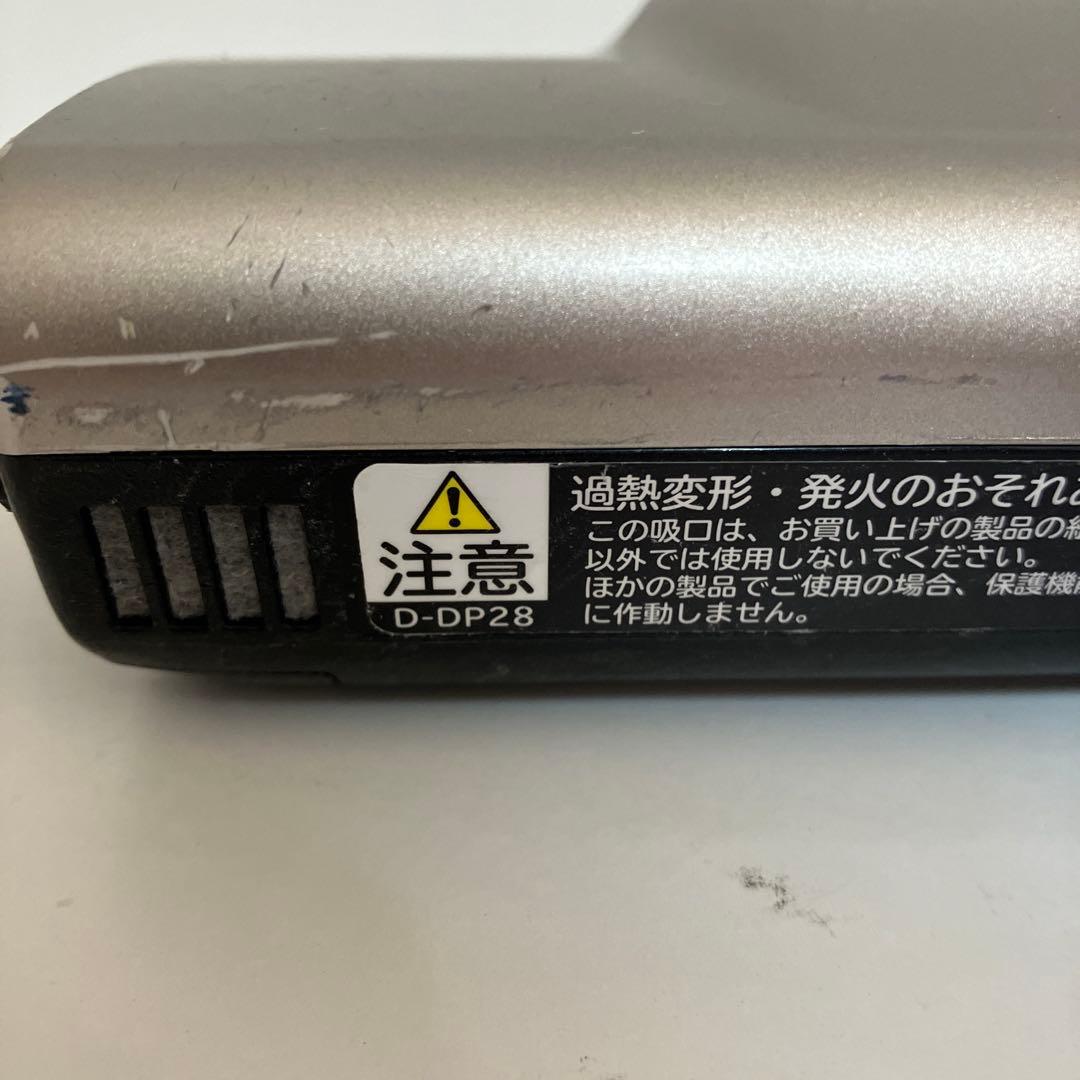 注意
D-DP28
過熱変形・発火のおそれ
この吸口は、お買い上げの製品の
以外では使用しないでください。
ほかの製品でご使用の場合、保護機
に作動しません。